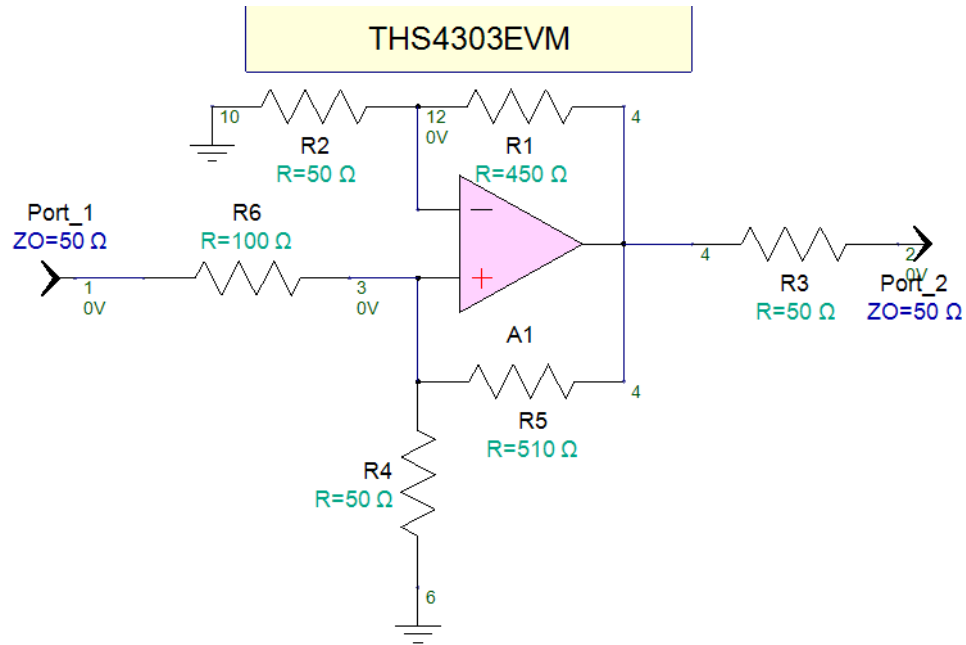 THS4303EVM
10
12
0V
4
R2
R=50 Ω
R1
R=450 Ω
Port_1
ZO=50 Ω
R6
R=100 Ω
−
+
1
0V
3
0V
4
2
0V
R3
R=50 Ω
Port_2
ZO=50 Ω
A1
4
R5
R=510 Ω
R4
R=50 Ω
6